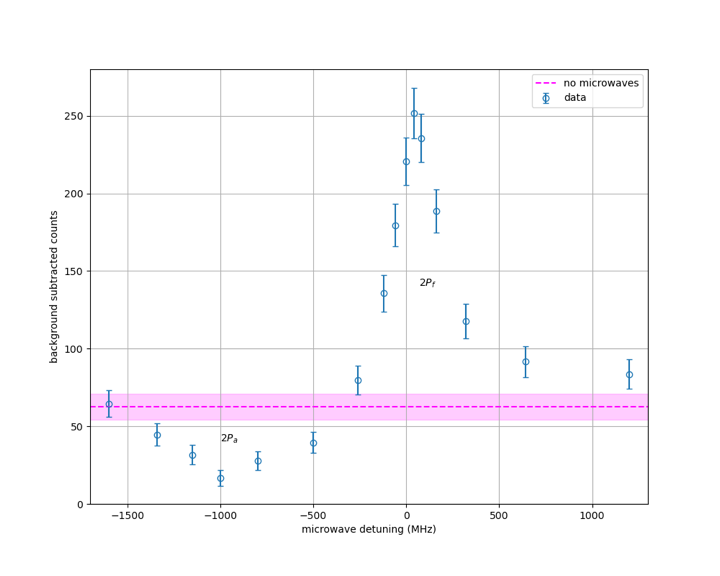 no microwaves
data
250
200
150
100
50
0
2P_f
2P_a
−1500
−1000
−500
0
500
1000
microwave detuning (MHz)
background subtracted counts